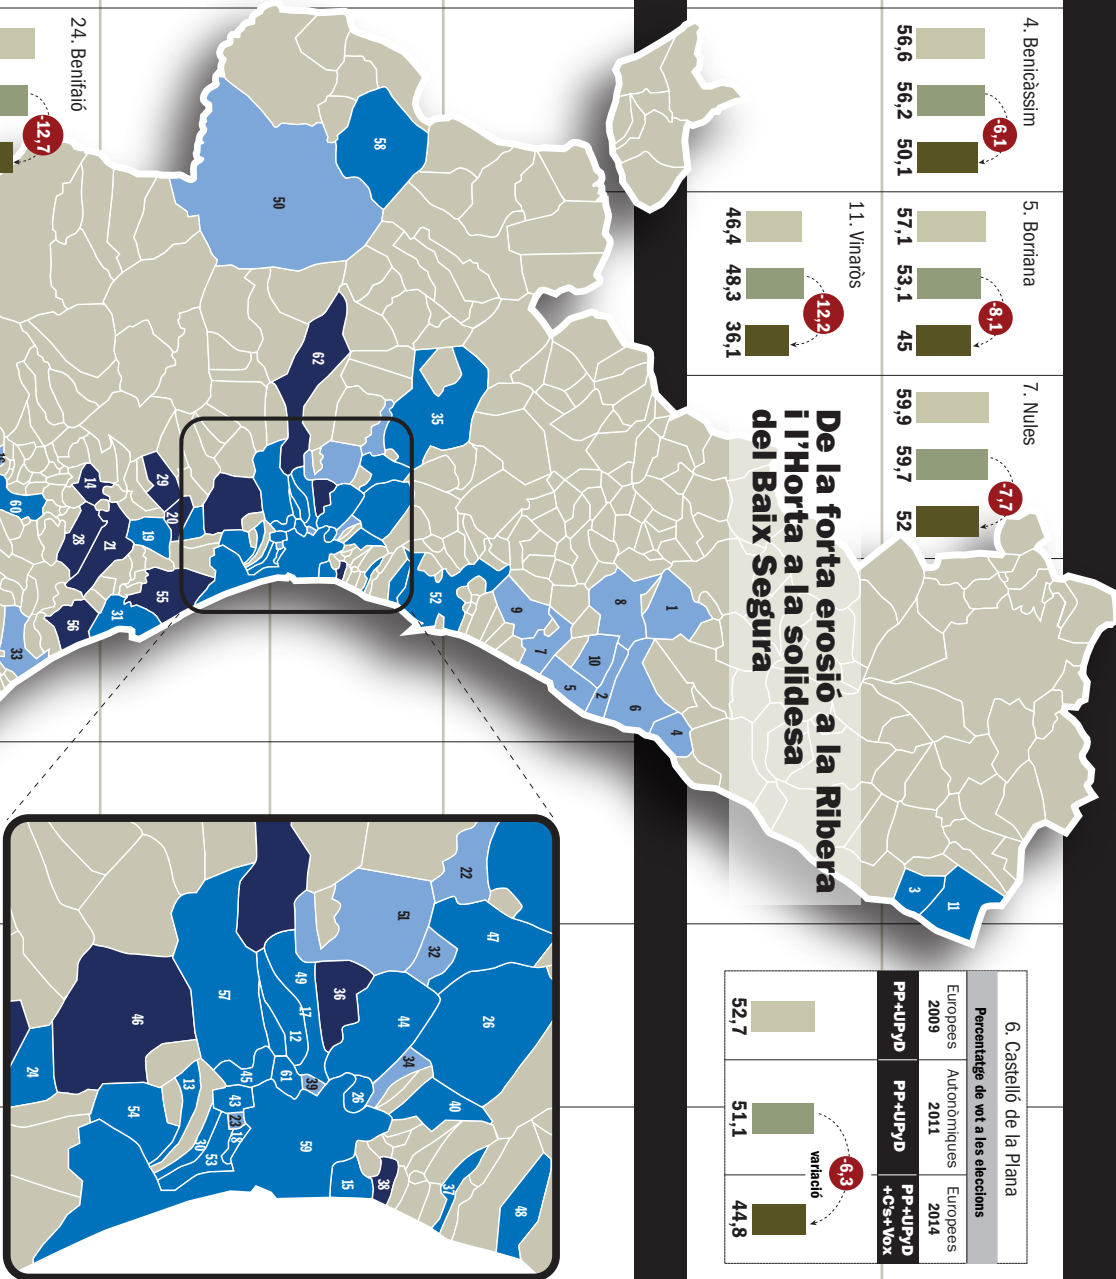 De la forta erosió a la Ribera
i l'Horta a la solidesa
del Baix Segura
4. Benicàssim
-6,1
56,6 56,2 50,1
5. Borriana
-8,1
57,1 53,1 45
7. Nules
-7,7
59,9 59,7 52
11. Vinaròs
-12,2
46,4 48,3 36,1
6. Castelló de la Plana
Percentatge de vot a les eleccions
Europees 2009
Autonòmiques 2011
Europees 2014
PP+UPyD
PP+UPyD
PP+UPyD
+C's+Vox
-6,3
variació
52,7 51,1 44,8
24. Benifaió
-12,7
11
3
1
8
4
6
2
10
5
9
7
52
35
58
50
62
29
20
14
19
21
28
60
55
31
56
33
22
47
48
51
32
26
49
36
44
17
12
34
40
57
61
39
26
37
46
45
43
23
18
59
38
15
13
30
53
54
24